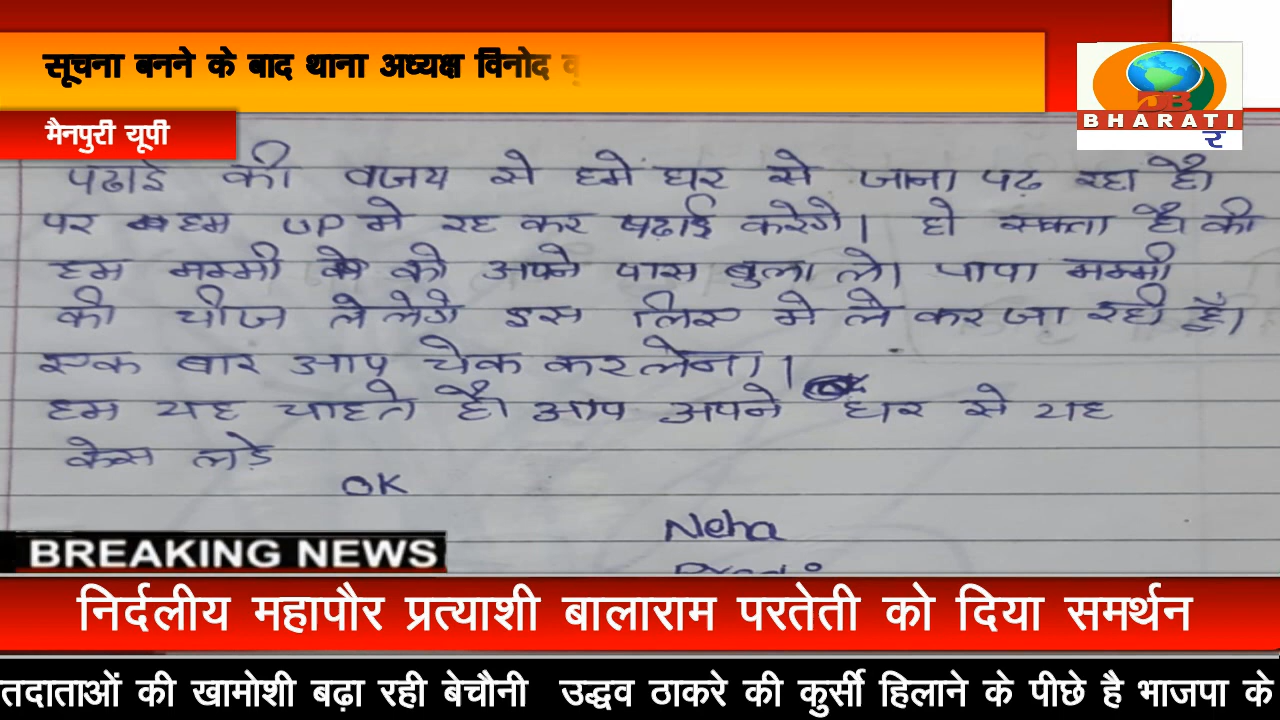 सूचना बनने के बाद थाना अध्यक्ष विनोद
BHARATI
र
मैनपुरी यूपी
पढाई की वजय से हमे घर से जाना पढ़ रहा है।
पर हम UP मे रह कर पढ़ाई करेगे। हो सकता है। की
हम मम्मी को अपने पास बुला ले। पापा मम्मी
की चीज ले लेगे इस लिए मे ले कर जा रही हूँ।
एक बार आप चेक कर लेना।
हम यह चाहते है। आप अपने घर से यह
केस लड़े
OK
Neha
BREAKING NEWS
निर्दलीय महापौर प्रत्याशी बालाराम परतेती को दिया समर्थन
तदाताओं की खामोशी बढ़ा रही बेचौनी उद्धव ठाकरे की कुर्सी हिलाने के पीछे है भाजपा के